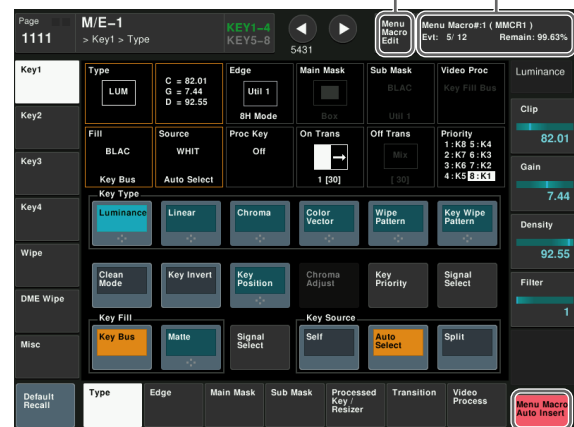 Page
1111
M/E–1
> Key1 > Type
KEY1–4
KEY5–8
5431
Menu
Macro
Edit
Menu Macro#:1 ( MMCR1 )
Evt: 5/ 12 Remain: 99.63%
Key1
Key2
Key3
Key4
Wipe
DME Wipe
Misc
Default
Recall
Type
LUM
C = 82.01
G = 7.44
D = 92.55
Edge
Util 1
8H Mode
Main Mask
Box
Sub Mask
BLAC
Util 1
Video Proc
Key Fill Bus
Fill
BLAC
Key Bus
Source
WHIT
Auto Select
Proc Key
Off
On Trans
1 [30]
Off Trans
Mix
[ 30]
Priority
1:K8 5:K4
2:K7 6:K3
3:K6 7:K2
4:K5 8:K1
Key Type
Luminance
Linear
Chroma
Color
Vector
Wipe
Pattern
Key Wipe
Pattern
Clean
Mode
Key Invert
Key
Position
Chroma
Adjust
Key
Priority
Signal
Select
Key Fill
Key Bus
Matte
Signal
Select
Key Source
Self
Auto
Select
Split
Luminance
Clip
82.01
Gain
7.44
Density
92.55
Filter
1
Type
Edge
Main Mask
Sub Mask
Processed
Key /
Resizer
Transition
Video
Process
Menu Macro
Auto Insert